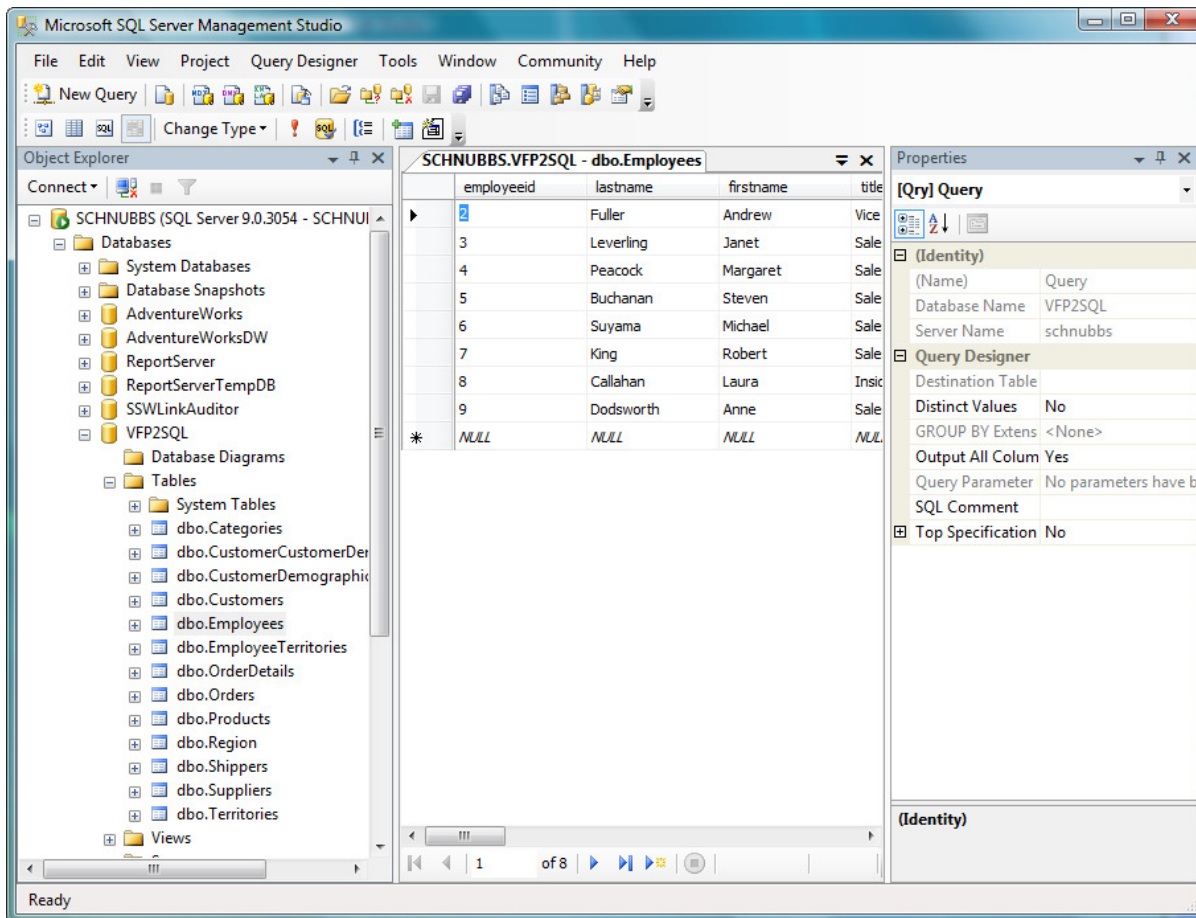 Microsoft SQL Server Management Studio
File Edit View Project Query Designer Tools Window Community Help
New Query
Change Type
Object Explorer
Connect
SCHNUBBS (SQL Server 9.0.3054 - SCHNU
Databases
System Databases
Database Snapshots
AdventureWorks
AdventureWorksDW
ReportServer
ReportServerTempDB
SSWLinkAuditor
VFP2SQL
Database Diagrams
Tables
System Tables
dbo.Categories
dbo.CustomerCustomerDer
dbo.CustomerDemographic
dbo.Customers
dbo.Employees
dbo.EmployeeTerritories
dbo.OrderDetails
dbo.Orders
dbo.Products
dbo.Region
dbo.Shippers
dbo.Suppliers
dbo.Territories
Views
SCHNUBBS.VFP2SQL - dbo.Employees
employeeid lastname firstname title
2 Fuller Andrew Vice
3 Leverling Janet Sale
4 Peacock Margaret Sale
5 Buchanan Steven Sale
6 Suyama Michael Sale
7 King Robert Sale
8 Callahan Laura Insid
9 Dodsworth Anne Sale
NULL NULL NULL NUL
1 of 8
Properties
[Qry] Query
(Identity)
(Name) Query
Database Name VFP2SQL
Server Name schnubbs
Query Designer
Destination Table
Distinct Values No
GROUP BY Extens <None>
Output All Colum Yes
Query Parameter No parameters have b
SQL Comment
Top Specification No
(Identity)
Ready